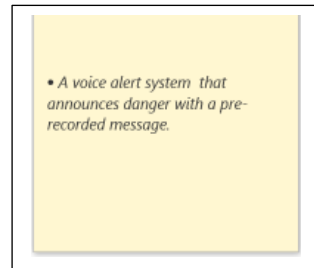 • A voice alert system that
announces danger with a pre-
recorded message.